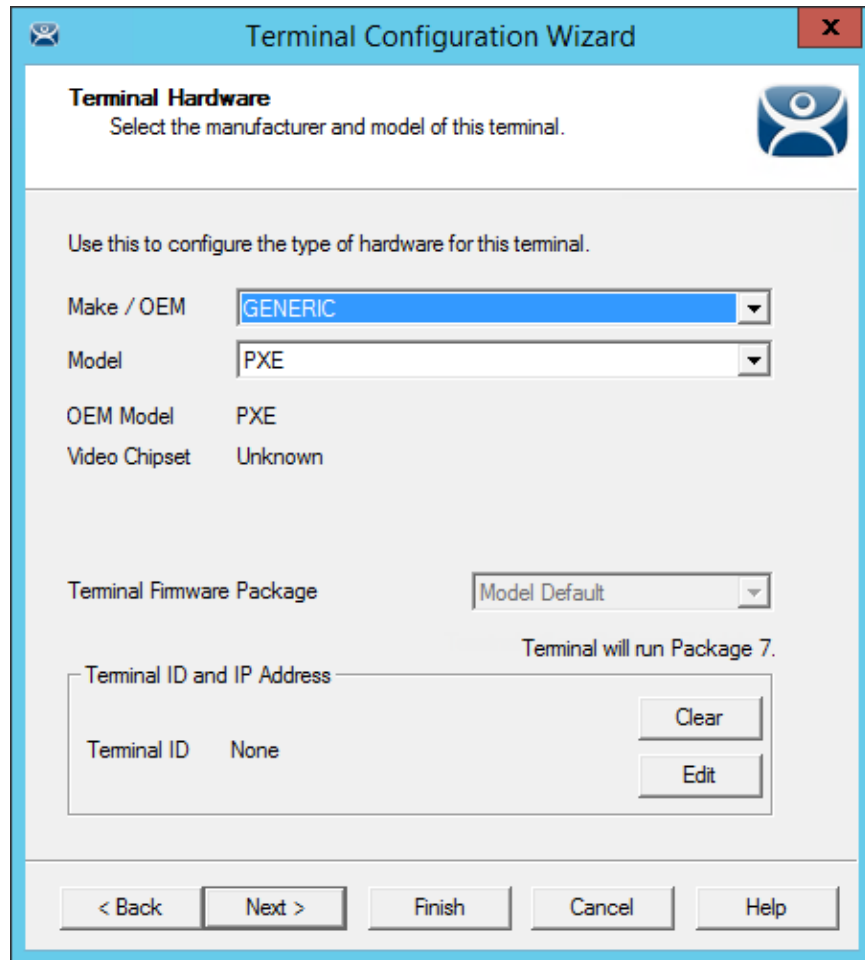 Terminal Configuration Wizard
x
Terminal Hardware
Select the manufacturer and model of this terminal.
Use this to configure the type of hardware for this terminal.
Make / OEM GENERIC
Model PXE
OEM Model PXE
Video Chipset Unknown
Terminal Firmware Package Model Default
Terminal will run Package 7.
Terminal ID and IP Address
Clear
Terminal ID None
Edit
< Back Next > Finish Cancel Help